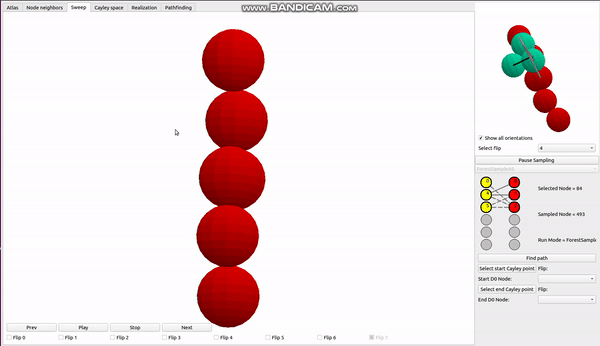 www.BANDICAM.com
Atlas Node neighbors Sweep Cayley space Realization Pathfinding
Show all orientations
Select flip 4
Pause Sampling
ForestSampleAS
Selected Node = 84
Sampled Node = 493
Run Mode = ForestSampl
Find path
Select start Cayley point Flip:
Start D0 Node:
Select end Cayley point Flip:
End D0 Node:
Prev Play Stop Next
Flip 0 Flip 1 Flip 2 Flip 3 Flip 4 Flip 5 Flip 6 Flip 7